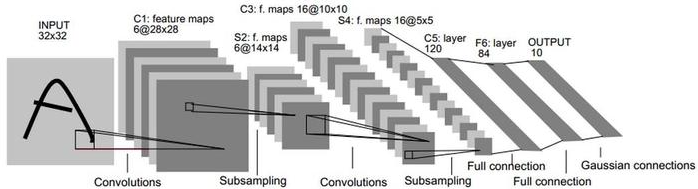 INPUT
32x32
C1: feature maps
6@28x28
S2: f. maps
6@14x14
C3: f. maps 16@10x10
S4: f. maps 16@5x5
C5: layer
120
F6: layer
84
OUTPUT
10
Convolutions
Subsampling
Convolutions
Subsampling
Full connection
Full connection
Gaussian connections
A